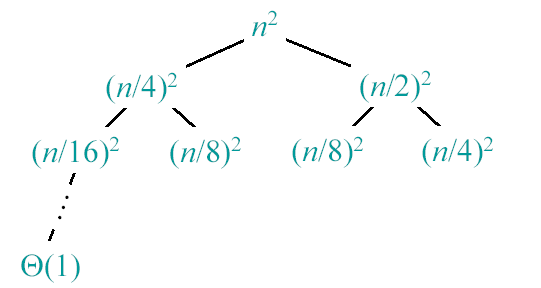 n²
(n/4)² (n/2)²
(n/16)² (n/8)² (n/8)² (n/4)²
Θ(1)